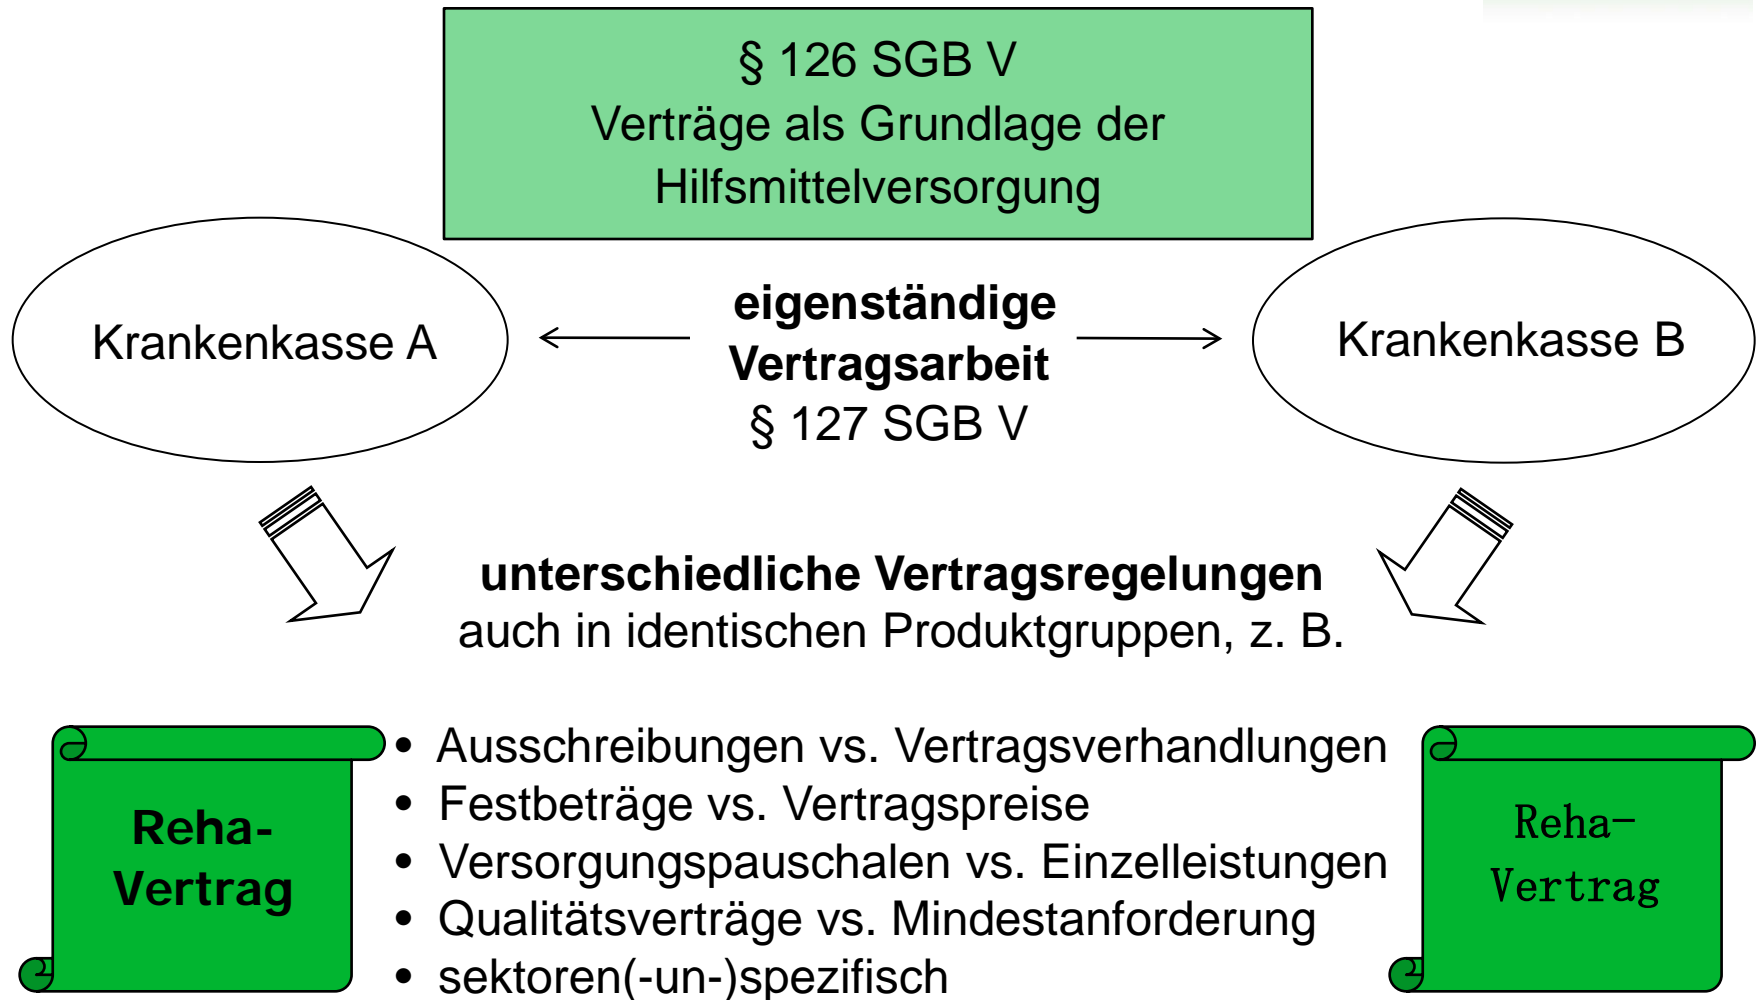 § 126 SGB V
Verträge als Grundlage der
Hilfsmittelversorgung
Krankenkasse A
eigenständige
Vertragsarbeit
§ 127 SGB V
Krankenkasse B
unterschiedliche Vertragsregelungen
auch in identischen Produktgruppen, z. B.
Reha-
Vertrag
• Ausschreibungen vs. Vertragsverhandlungen
• Festbeträge vs. Vertragspreise
• Versorgungspauschalen vs. Einzelleistungen
• Qualitätsverträge vs. Mindestanforderung
• sektoren(-un-)spezifisch
Reha-
Vertrag